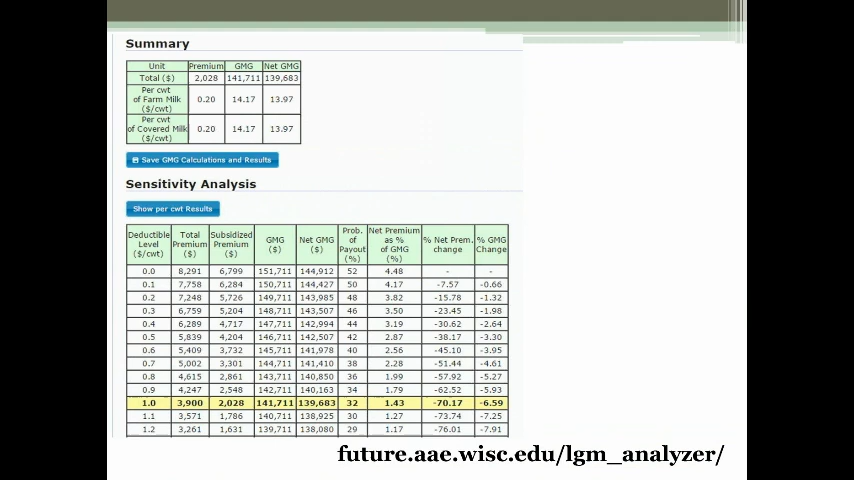 Summary
Unit Premium GMG Net GMG
Total ($) 2,028 141,711 139,683
Per cwt
of Farm Milk 0.20 14.17 13.97
($/cwt)
Per cwt
of Covered Milk 0.20 14.17 13.97
($/cwt)
Save GMG Calculations and Results
Sensitivity Analysis
Show per cwt Results
Deductible Level ($/cwt) Total Premium ($) Subsidized Premium ($) GMG ($) Net GMG ($) Prob. of Payout (%) Net Premium as % of GMG (%) % Net Prem. change % GMG Change
0.0 8,291 6,799 151,711 144,912 52 4.48 - -
0.1 7,758 6,284 150,711 144,427 50 4.17 -7.57 -0.66
0.2 7,248 5,726 149,711 143,985 48 3.82 -15.78 -1.32
0.3 6,759 5,204 148,711 143,507 46 3.50 -23.45 -1.98
0.4 6,289 4,717 147,711 142,994 44 3.19 -30.62 -2.64
0.5 5,839 4,204 146,711 142,507 42 2.87 -38.17 -3.30
0.6 5,409 3,732 145,711 141,978 40 2.56 -45.10 -3.95
0.7 5,002 3,301 144,711 141,410 38 2.28 -51.44 -4.61
0.8 4,615 2,861 143,711 140,850 36 1.99 -57.92 -5.27
0.9 4,247 2,548 142,711 140,163 34 1.79 -62.52 -5.93
1.0 3,900 2,028 141,711 139,683 32 1.43 -70.17 -6.59
1.1 3,571 1,786 140,711 138,925 30 1.27 -73.74 -7.25
1.2 3,261 1,631 139,711 138,080 29 1.17 -76.01 -7.91
future.aae.wisc.edu/lgm_analyzer/